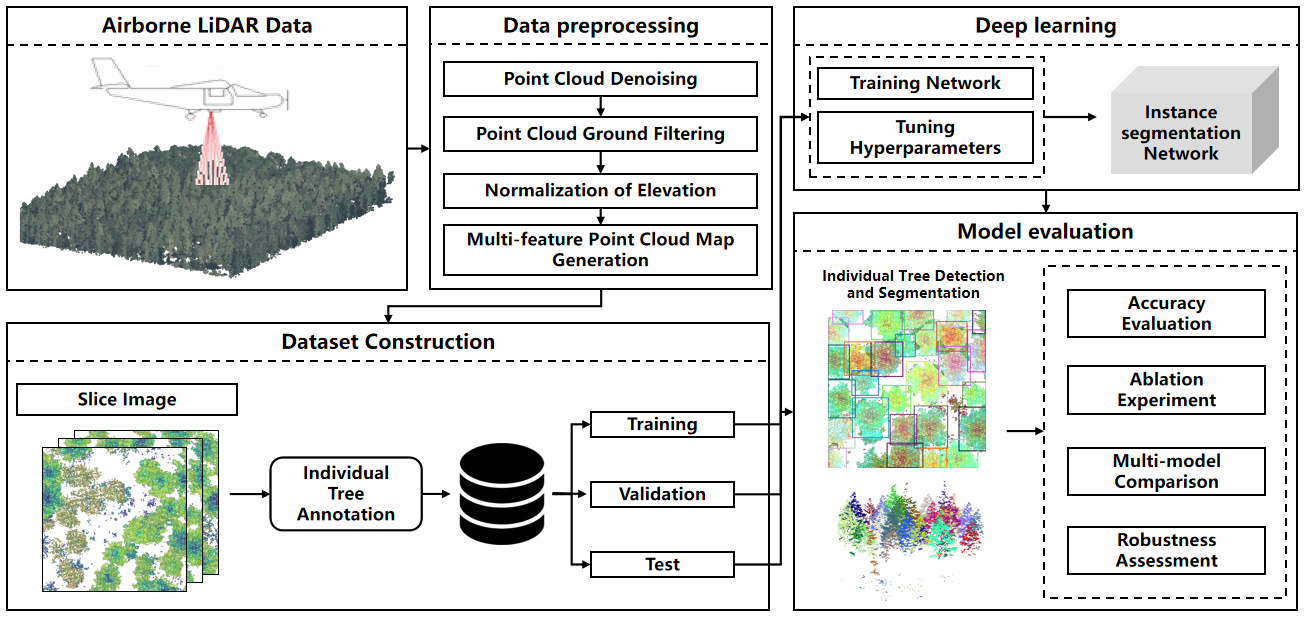 Airborne LiDAR Data
Data preprocessing
Point Cloud Denoising
Point Cloud Ground Filtering
Normalization of Elevation
Multi-feature Point Cloud Map
Generation
Deep learning
Training Network
Tuning
Hyperparameters
Instance
segmentation
Network
Dataset Construction
Slice Image
Individual
Tree
Annotation
Training
Validation
Test
Model evaluation
Individual Tree Detection
and Segmentation
Accuracy
Evaluation
Ablation
Experiment
Multi-model
Comparison
Robustness
Assessment